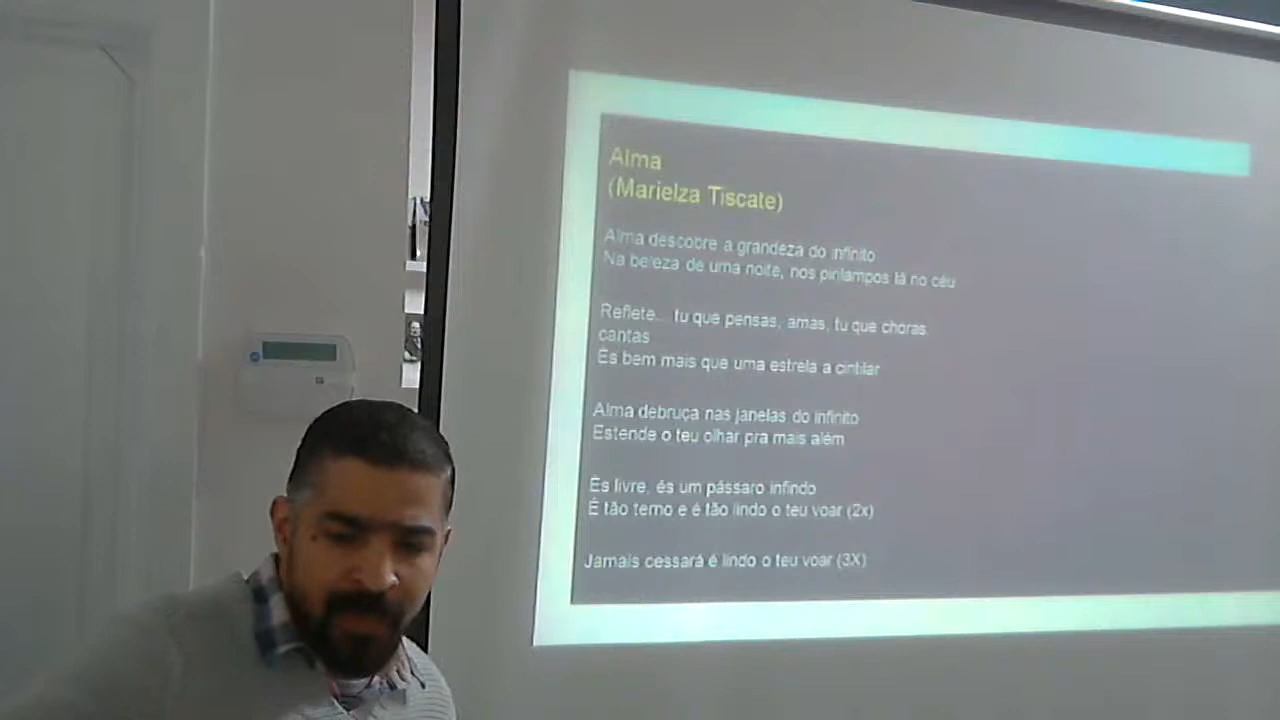 Alma
(Marielza Tiscate)
Alma descobre a grandeza do infinito
Na beleza de uma noite, nos pirilampos lá no céu
Reflete... tu que pensas, amas, tu que choras
cantas
És bem mais que uma estrela a cintilar
Alma debruça nas janelas do infinito
Estende o teu olhar pra mais além
És livre, és um pássaro infindo
É tão terno e é tão lindo o teu voar (2x)
Jamais cessará é lindo o teu voar (3X)